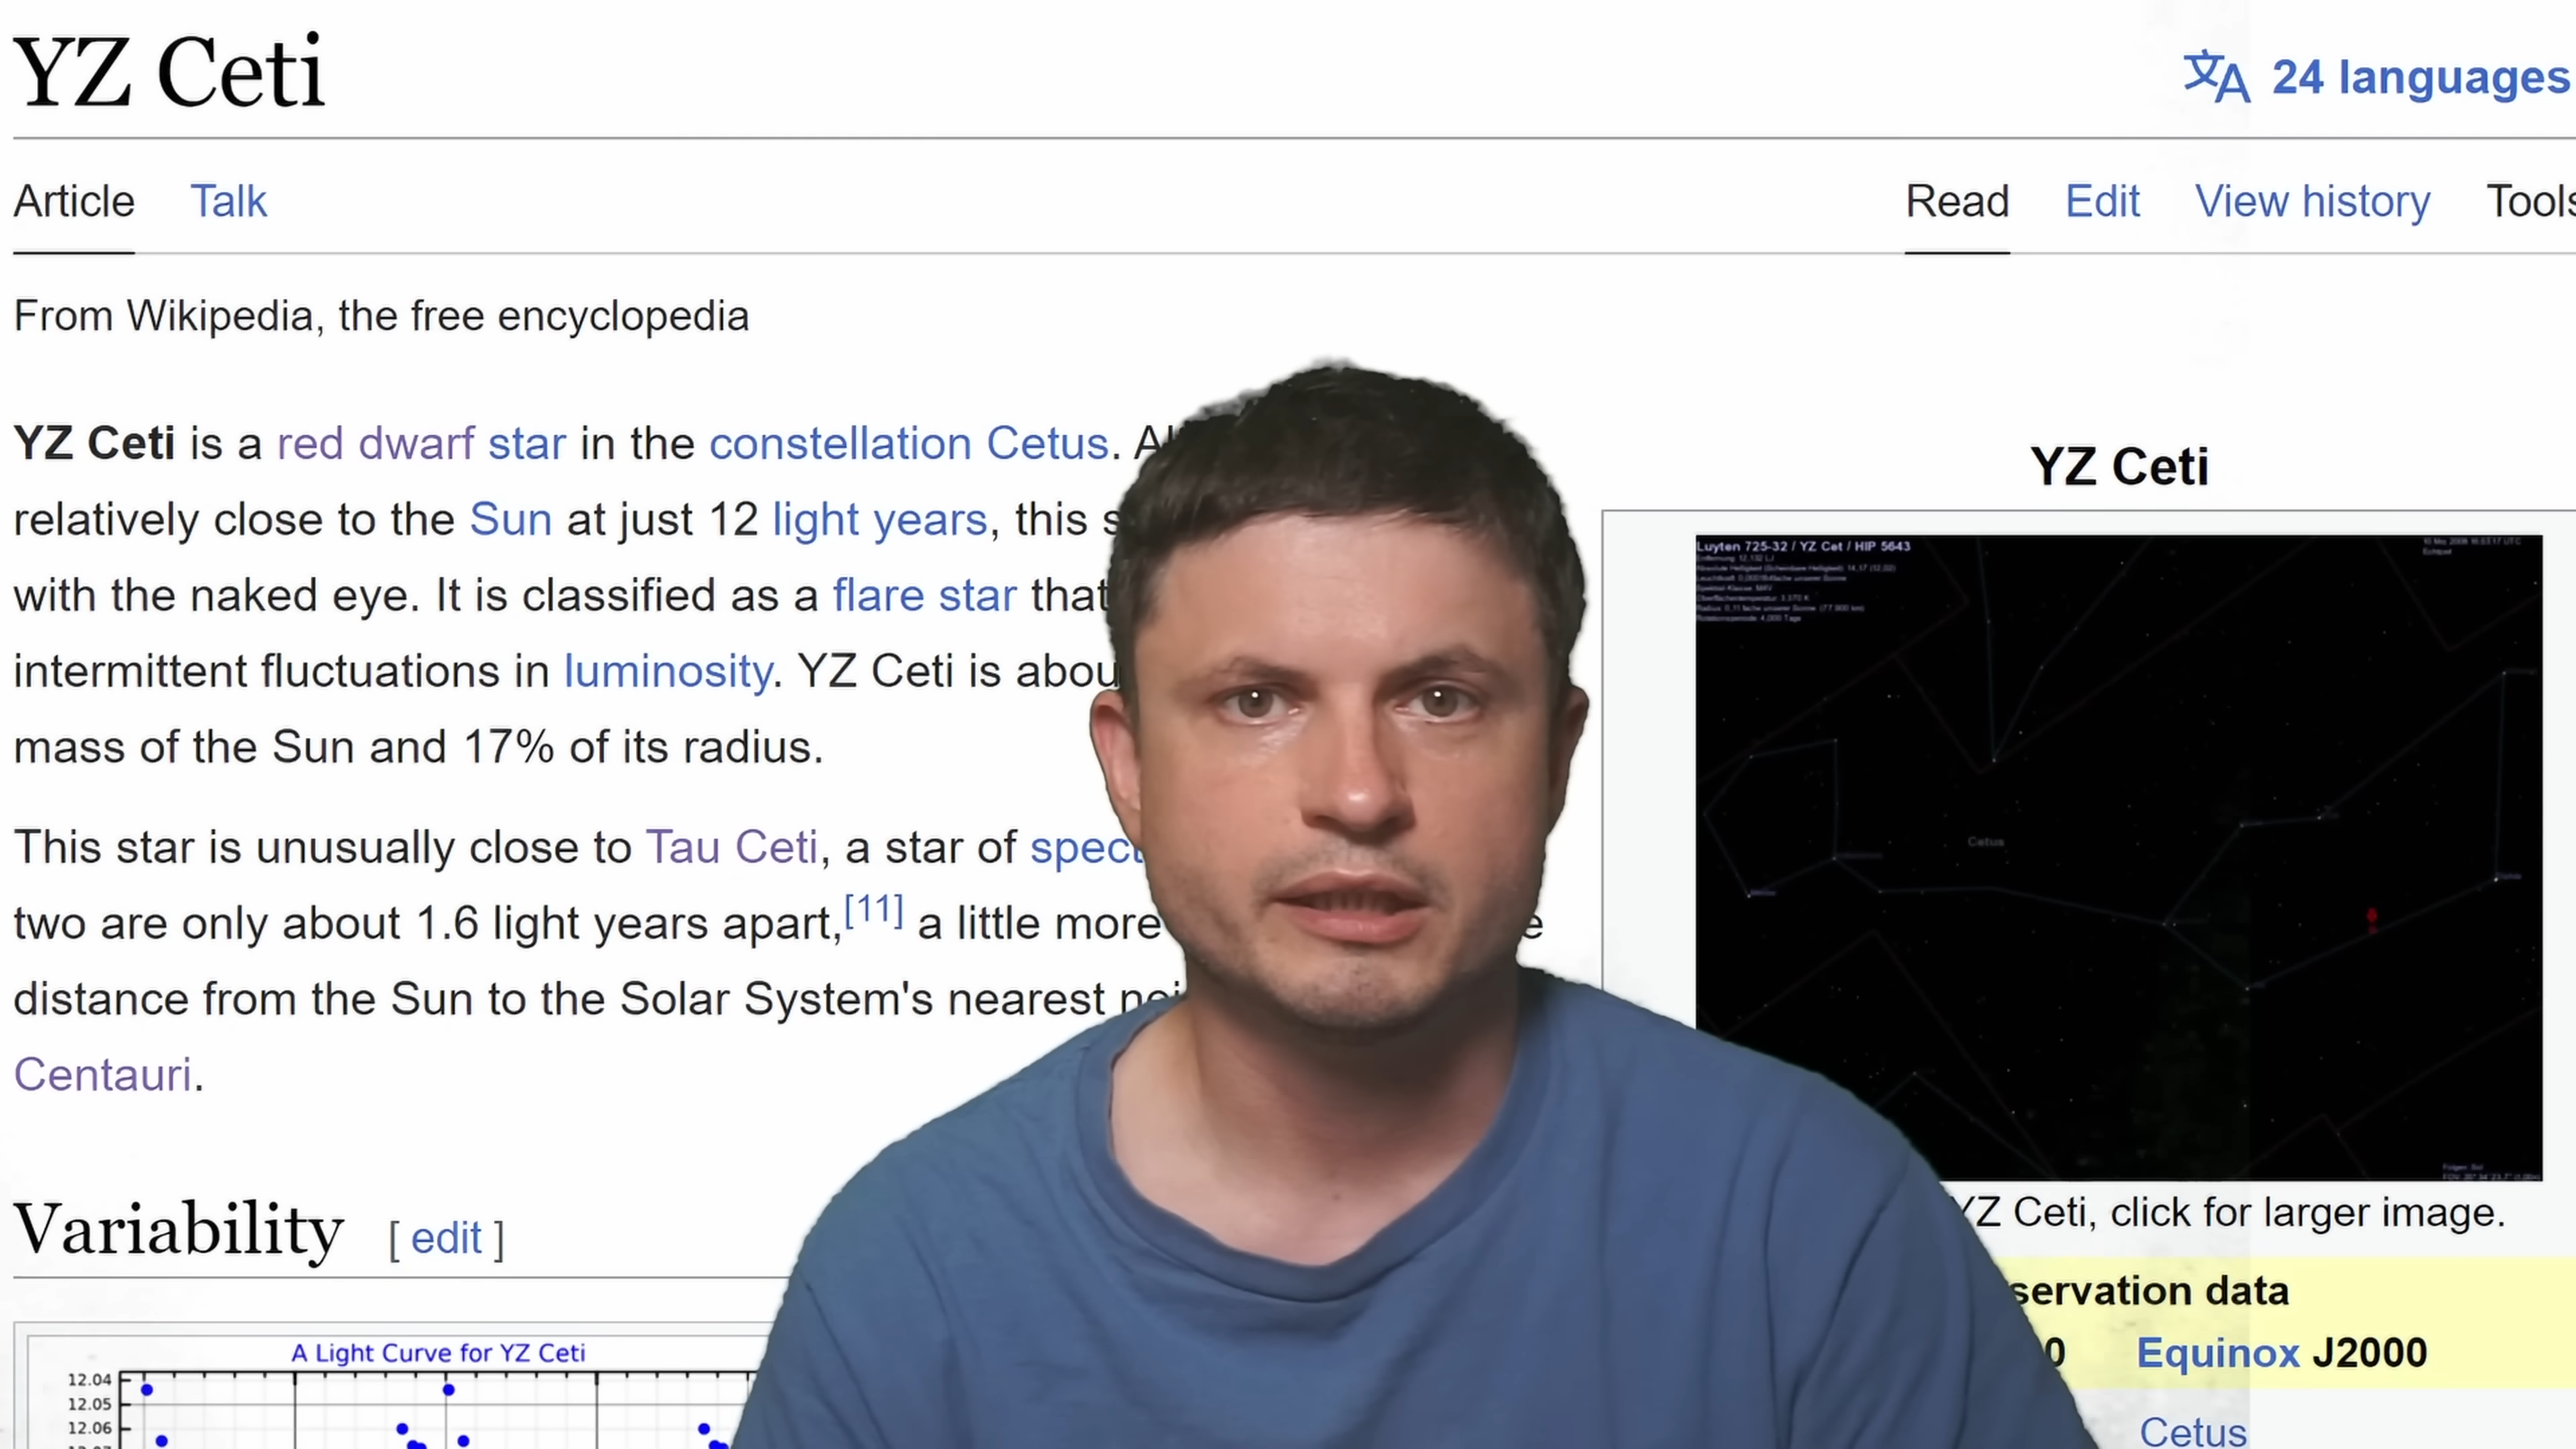 YZ Ceti
24 languages
Article Talk
Read Edit View history Tools
From Wikipedia, the free encyclopedia
YZ Ceti is a red dwarf star in the constellation Cetus. Al
relatively close to the Sun at just 12 light years, this s
with the naked eye. It is classified as a flare star that
intermittent fluctuations in luminosity. YZ Ceti is abou
mass of the Sun and 17% of its radius.
This star is unusually close to Tau Ceti, a star of spect
two are only about 1.6 light years apart,[11] a little more e
distance from the Sun to the Solar System's nearest nei
Centauri.
Variability [ edit ]
A Light Curve for YZ Ceti
12.04
12.05
12.06
YZ Ceti
Luyten 725-32 / YZ Cet / HIP 5643
Cetus
YZ Ceti, click for larger image.
servation data
0 Equinox J2000
Cetus